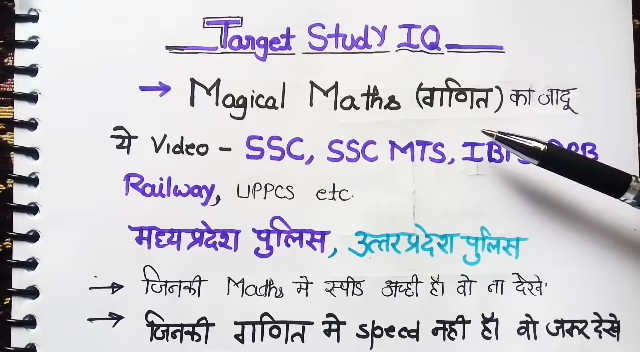 Target Study IQ
→ Magical Maths (गणित) का जादू
ये Video - SSC, SSC MTS,
Railway, UPPCS etc.
मध्यप्रदेश पुलिस, उत्तरप्रदेश पुलिस
→ जिनकी Maths मे स्पीड अच्छी है। वो ना देखे'
→ जिनकी गणित मे speed नही है। वो जरूर देखे